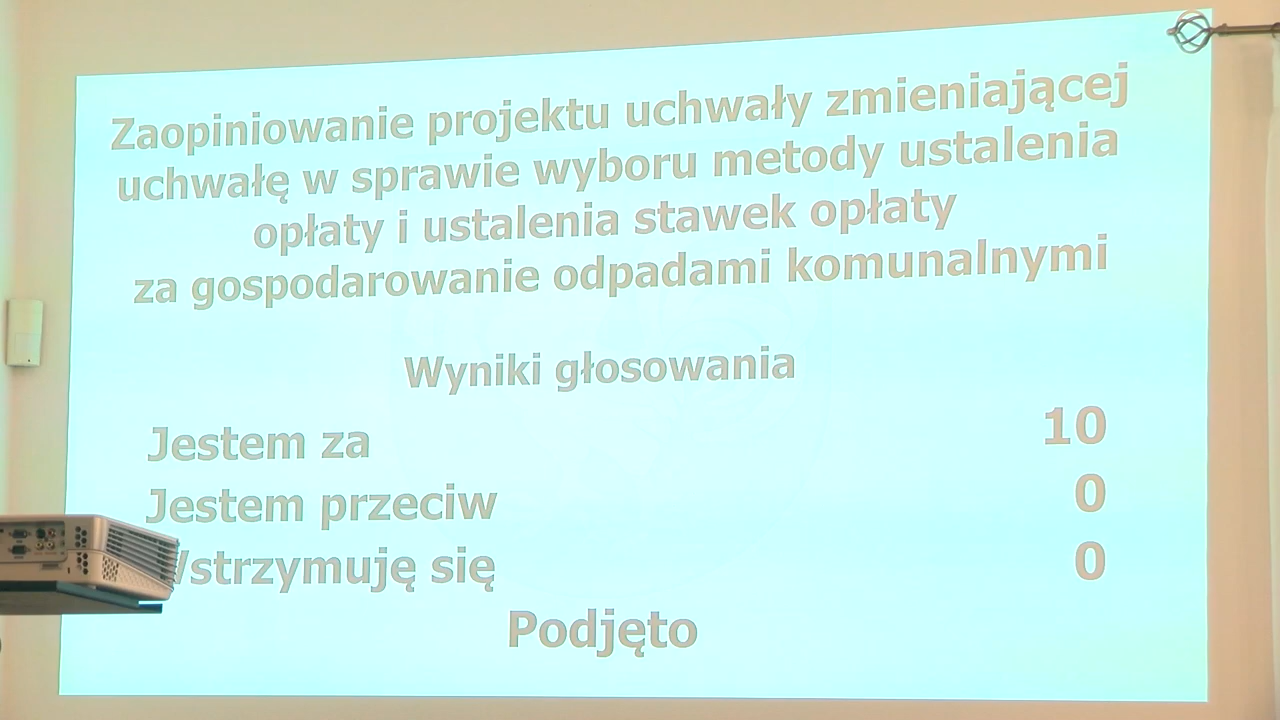 Zaopiniowanie projektu uchwały zmieniającej
uchwałę w sprawie wyboru metody ustalenia
opłaty i ustalenia stawek opłaty
za gospodarowanie odpadami komunalnymi
Wyniki głosowania
Jestem za 10
Jestem przeciw 0
Wstrzymuję się 0
Podjęto